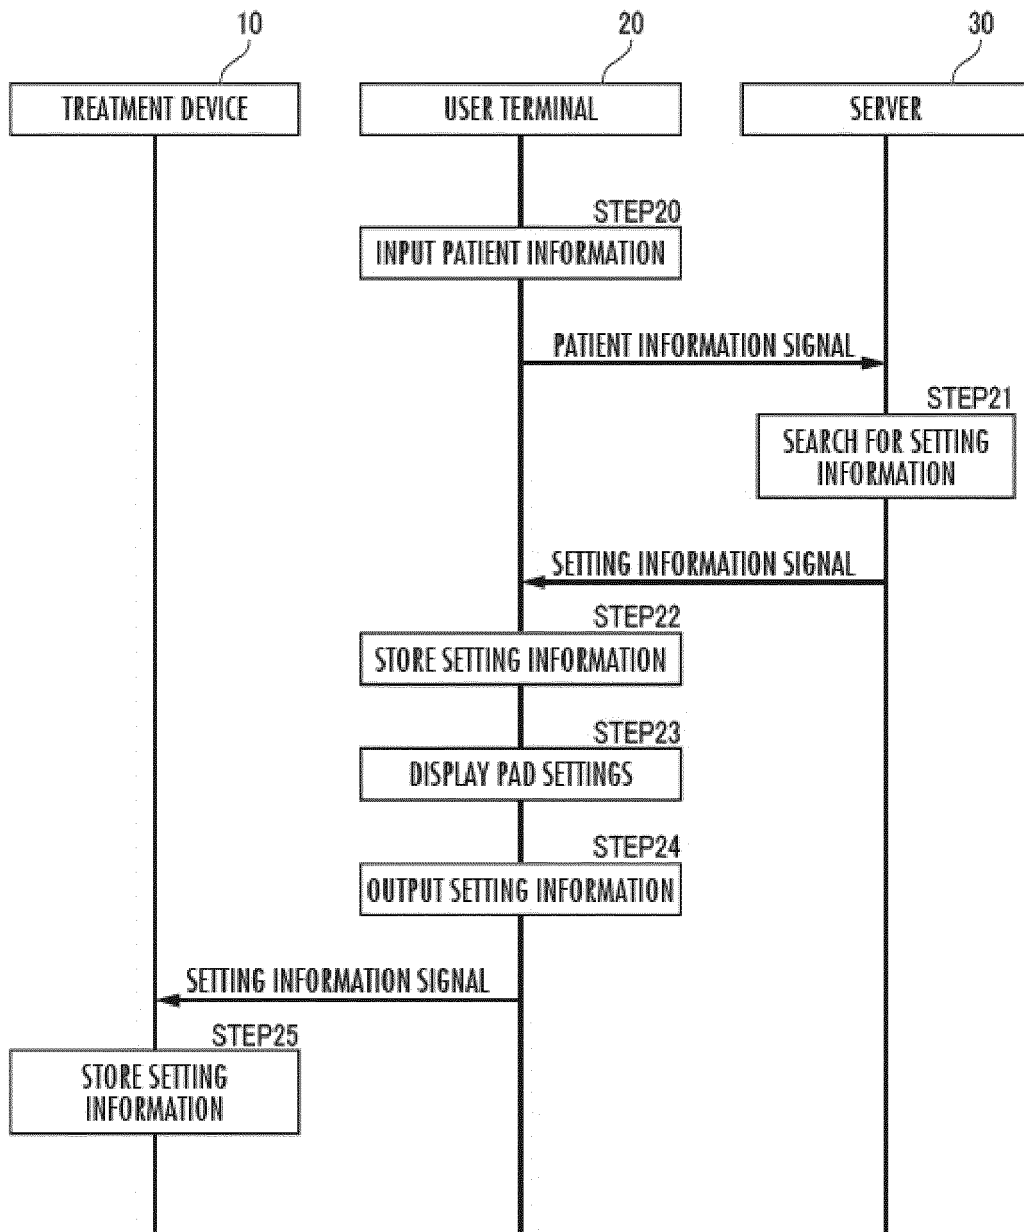 10
20
30
TREATMENT DEVICE
USER TERMINAL
SERVER
STEP20
INPUT PATIENT INFORMATION
PATIENT INFORMATION SIGNAL
STEP21
SEARCH FOR SETTING
INFORMATION
SETTING INFORMATION SIGNAL
STEP22
STORE SETTING INFORMATION
STEP23
DISPLAY PAD SETTINGS
STEP24
OUTPUT SETTING INFORMATION
SETTING INFORMATION SIGNAL
STEP25
STORE SETTING
INFORMATION